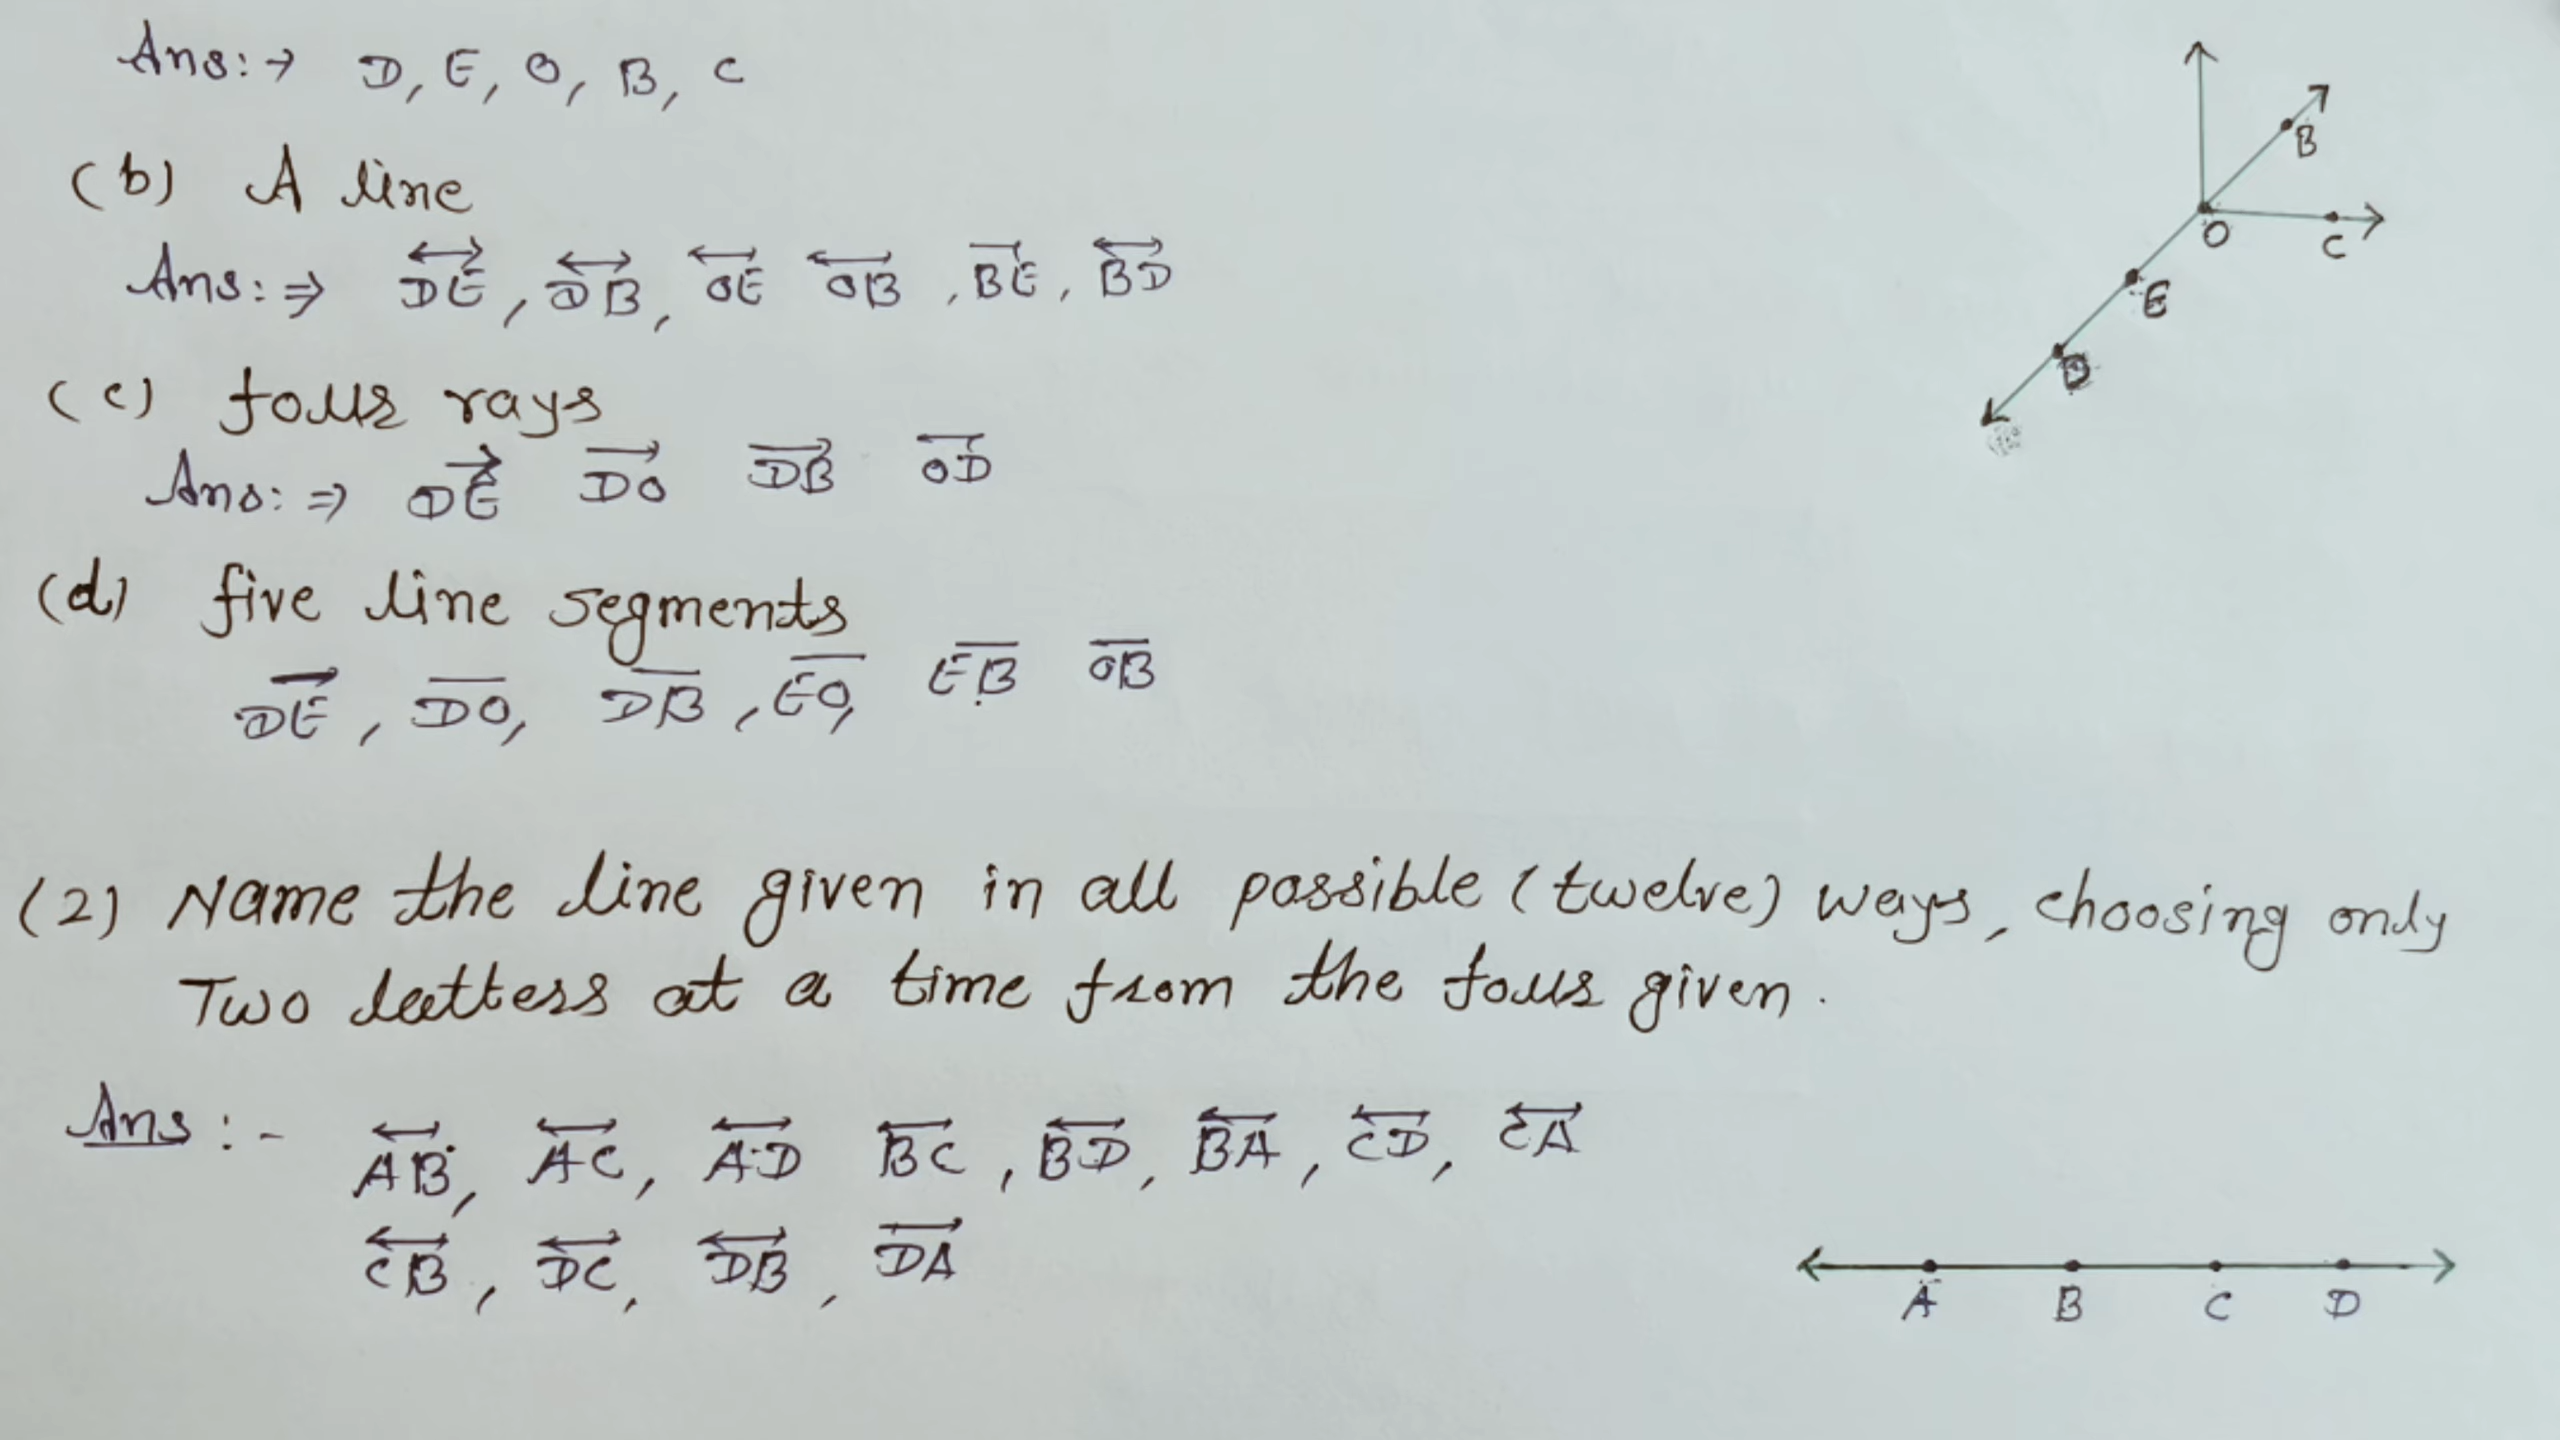 Ans:→ D, E, O, B, C
(b) A line
Ans:⇒ DE, DB, OE OB, BE, BD
(c) four rays
Ans:⇒ DE DO DB OD
(d) five line segments
DE, DO, DB, EO, EB OB
(2) Name the line given in all possible (twelve) ways, choosing only
Two letters at a time from the four given.
Ans:- AB, AC, AD BC, BD, BA, CD, CA
CB, DC, DB, DA
B
O
C
E
D
A B C D